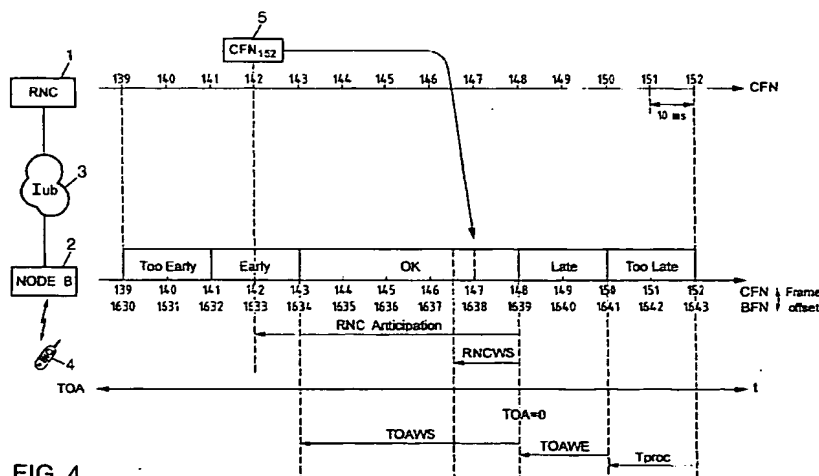 5
CFN152
1
RNC
139 140 141 142 143 144 145 146 147 148 149 150 151 152
CFN
10 ms
Iub
3
2
NODE B
Too Early Early OK Late Too Late
139 140 141 142 143 144 145 146 147 148 149 150 151 152 CFN
1630 1531 1632 1533 1634 1635 1636 1637 1638 1639 1640 1641 1642 1643 BFN
Frame offset
RNC Anticipation
RNCWS
4
TOA t
TOA=0
TOAWS
TOAWE
Tproc
FIG. 4